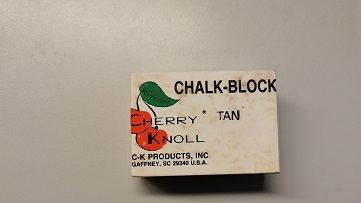 CHALK-BLOCK
CHERRY® TAN
KNOLL
C-K PRODUCTS, INC.
GAFFNEY, SC 29340 U.S.A.